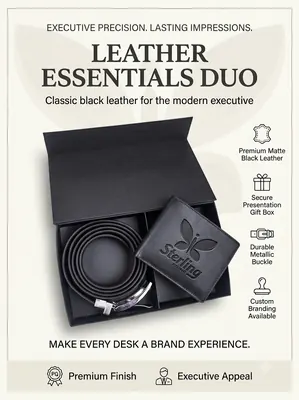 EXECUTIVE PRECISION. LASTING IMPRESSIONS.
LEATHER
ESSENTIALS DUO
Classic black leather for the modern executive
Premium Matte
Black Leather
Secure
Presentation
Gift Box
Durable
Metallic
Buckle
Custom
Branding
Available
Sterling
MAKE EVERY DESK A BRAND EXPERIENCE.
PQ
Premium Finish
Executive Appeal